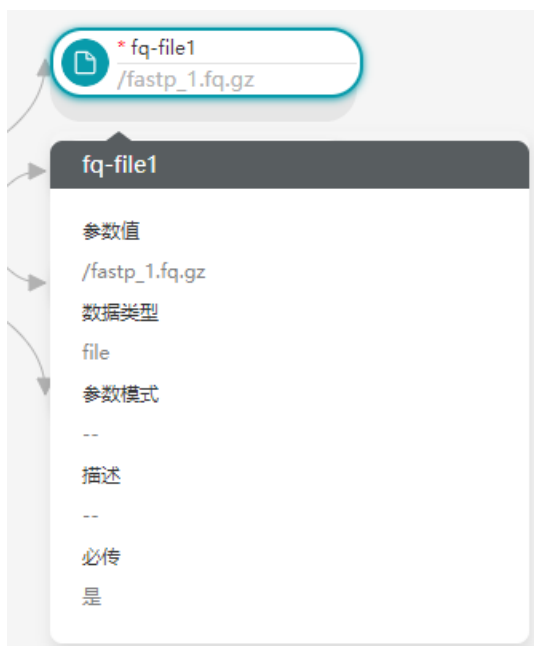 * fq-file1
/fastp_1.fq.gz
fq-file1
参数值
/fastp_1.fq.gz
数据类型
file
参数模式
--
描述
--
必传
是